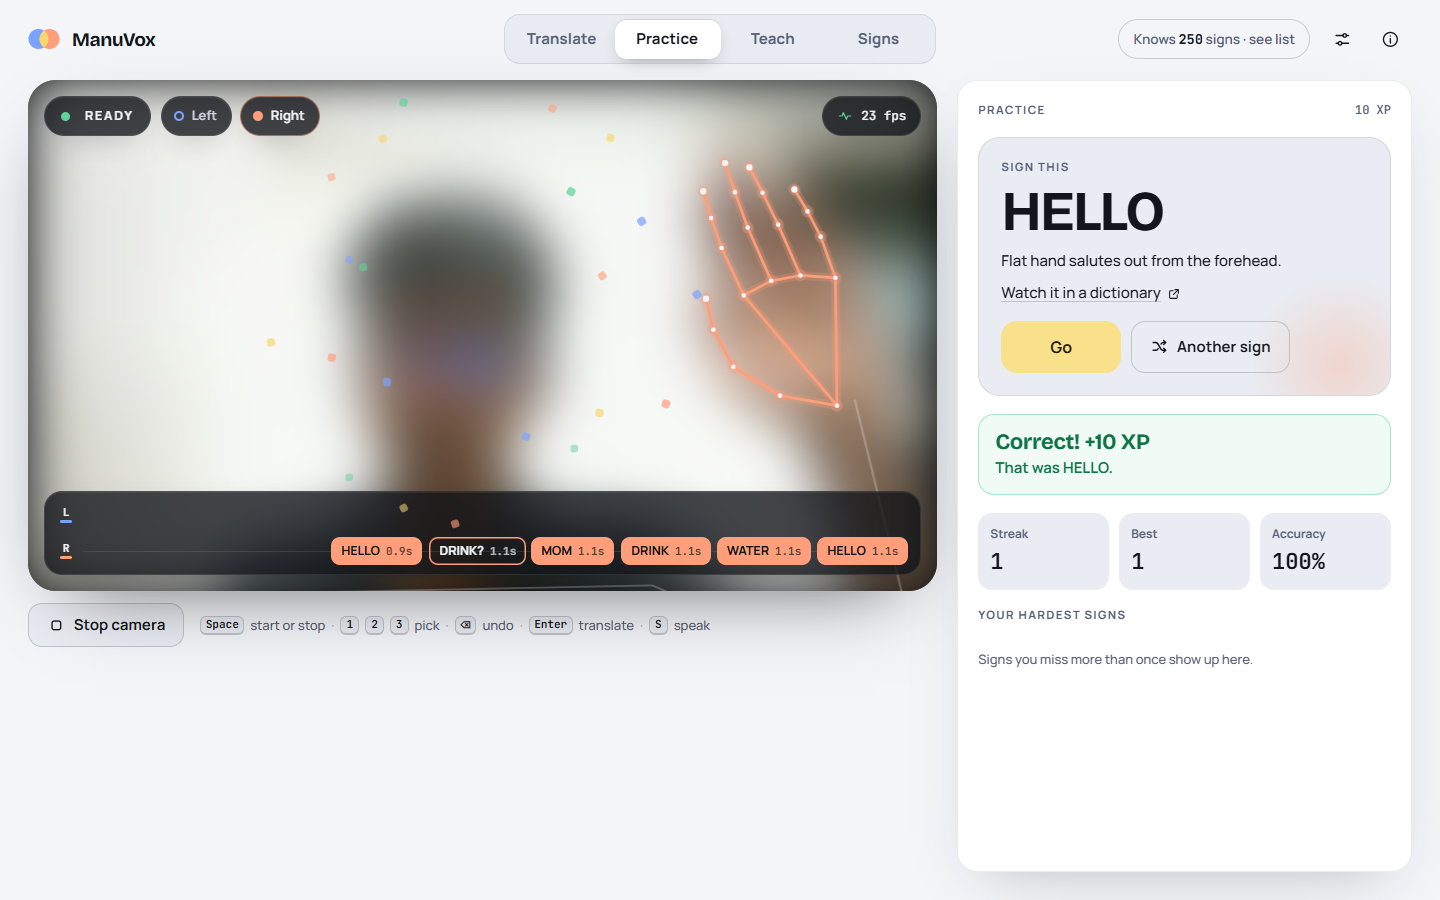 ManuVox
Translate
Practice
Teach
Signs
Knows 250 signs · see list
READY
Left
Right
23 fps
L
R
HELLO 0.9s
DRINK? 1.1s
MOM 1.1s
DRINK 1.1s
WATER 1.1s
HELLO 1.1s
Stop camera
Space start or stop · 1 2 3 pick · ⌫ undo · Enter translate · S speak
PRACTICE
10 XP
SIGN THIS
HELLO
Flat hand salutes out from the forehead.
Watch it in a dictionary
Go
Another sign
Correct! +10 XP
That was HELLO.
Streak
1
Best
1
Accuracy
100%
YOUR HARDEST SIGNS
Signs you miss more than once show up here.